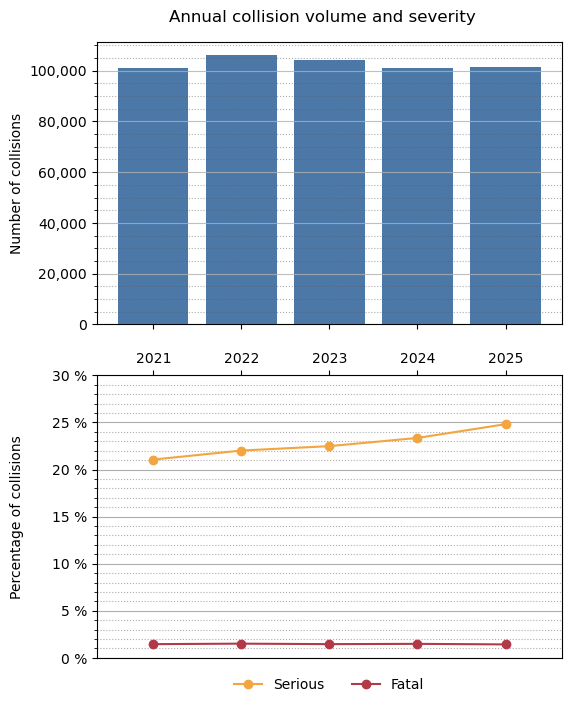 Annual collision volume and severity
Number of collisions
100,000
80,000
60,000
40,000
20,000
0
2021 2022 2023 2024 2025
Percentage of collisions
30 %
25 %
20 %
15 %
10 %
5 %
0 %
Serious Fatal